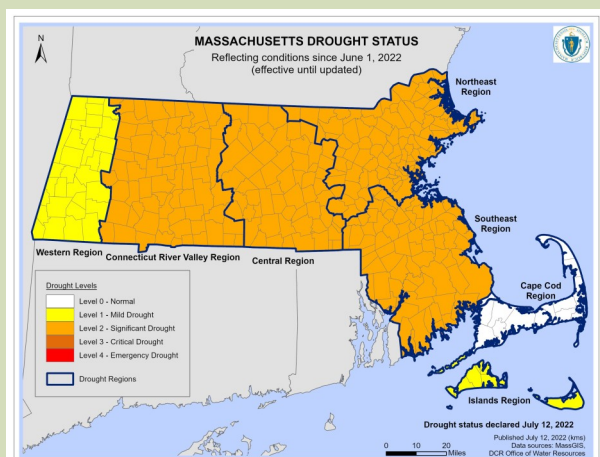 N
MASSACHUSETTS DROUGHT STATUS
Reflecting conditions since June 1, 2022
(effective until updated)
Northeast
Region
Southeast
Region
Western Region
Connecticut River Valley Region
Central Region
Cape Cod
Region
Drought Levels
Level 0 - Normal
Level 1 - Mild Drought
Level 2 - Significant Drought
Level 3 - Critical Drought
Level 4 - Emergency Drought
Drought Regions
Islands Region
Drought status declared July 12, 2022
Published July 12, 2022 (kms)
Data sources: MassGIS,
DCR Office of Water Resources
0 10 20
Miles